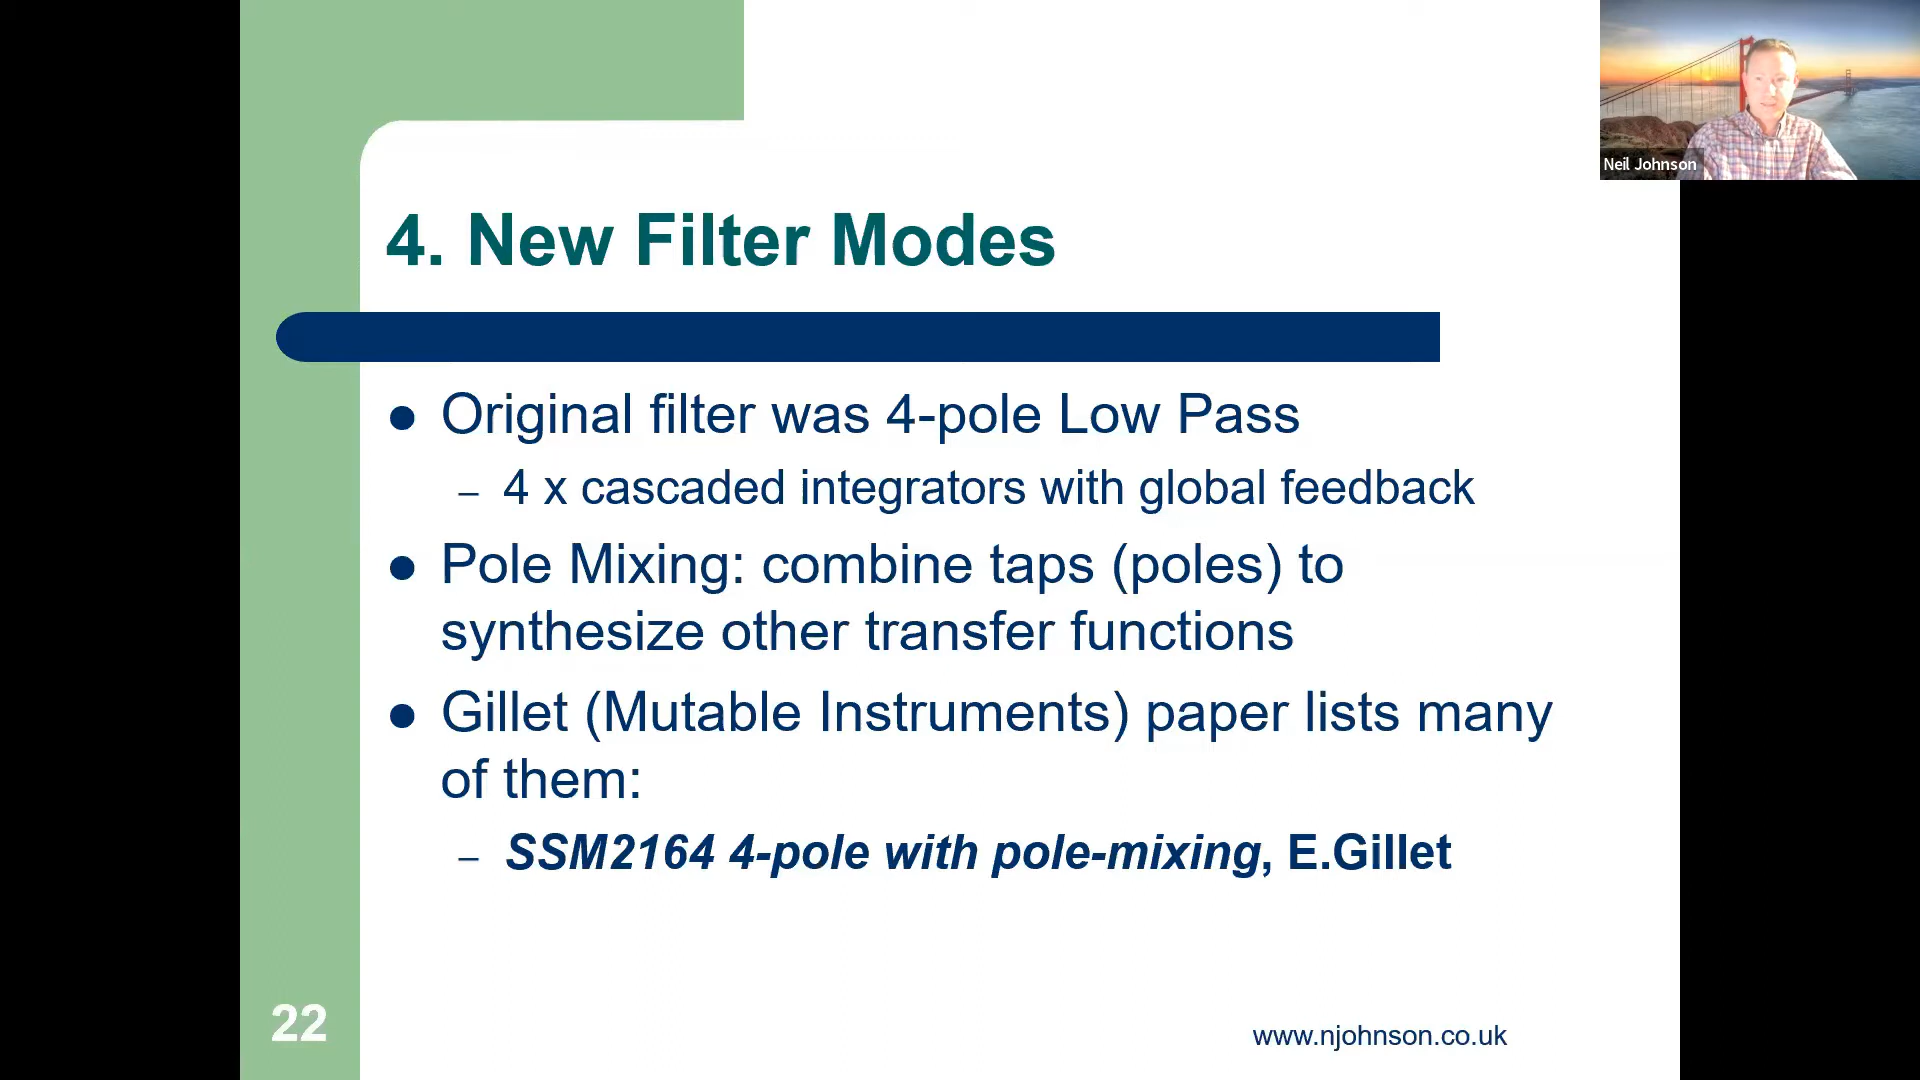 Neil Johnson
4. New Filter Modes
● Original filter was 4-pole Low Pass
– 4 x cascaded integrators with global feedback
● Pole Mixing: combine taps (poles) to
synthesize other transfer functions
● Gillet (Mutable Instruments) paper lists many
of them:
– SSM2164 4-pole with pole-mixing, E.Gillet
22
www.njohnson.co.uk